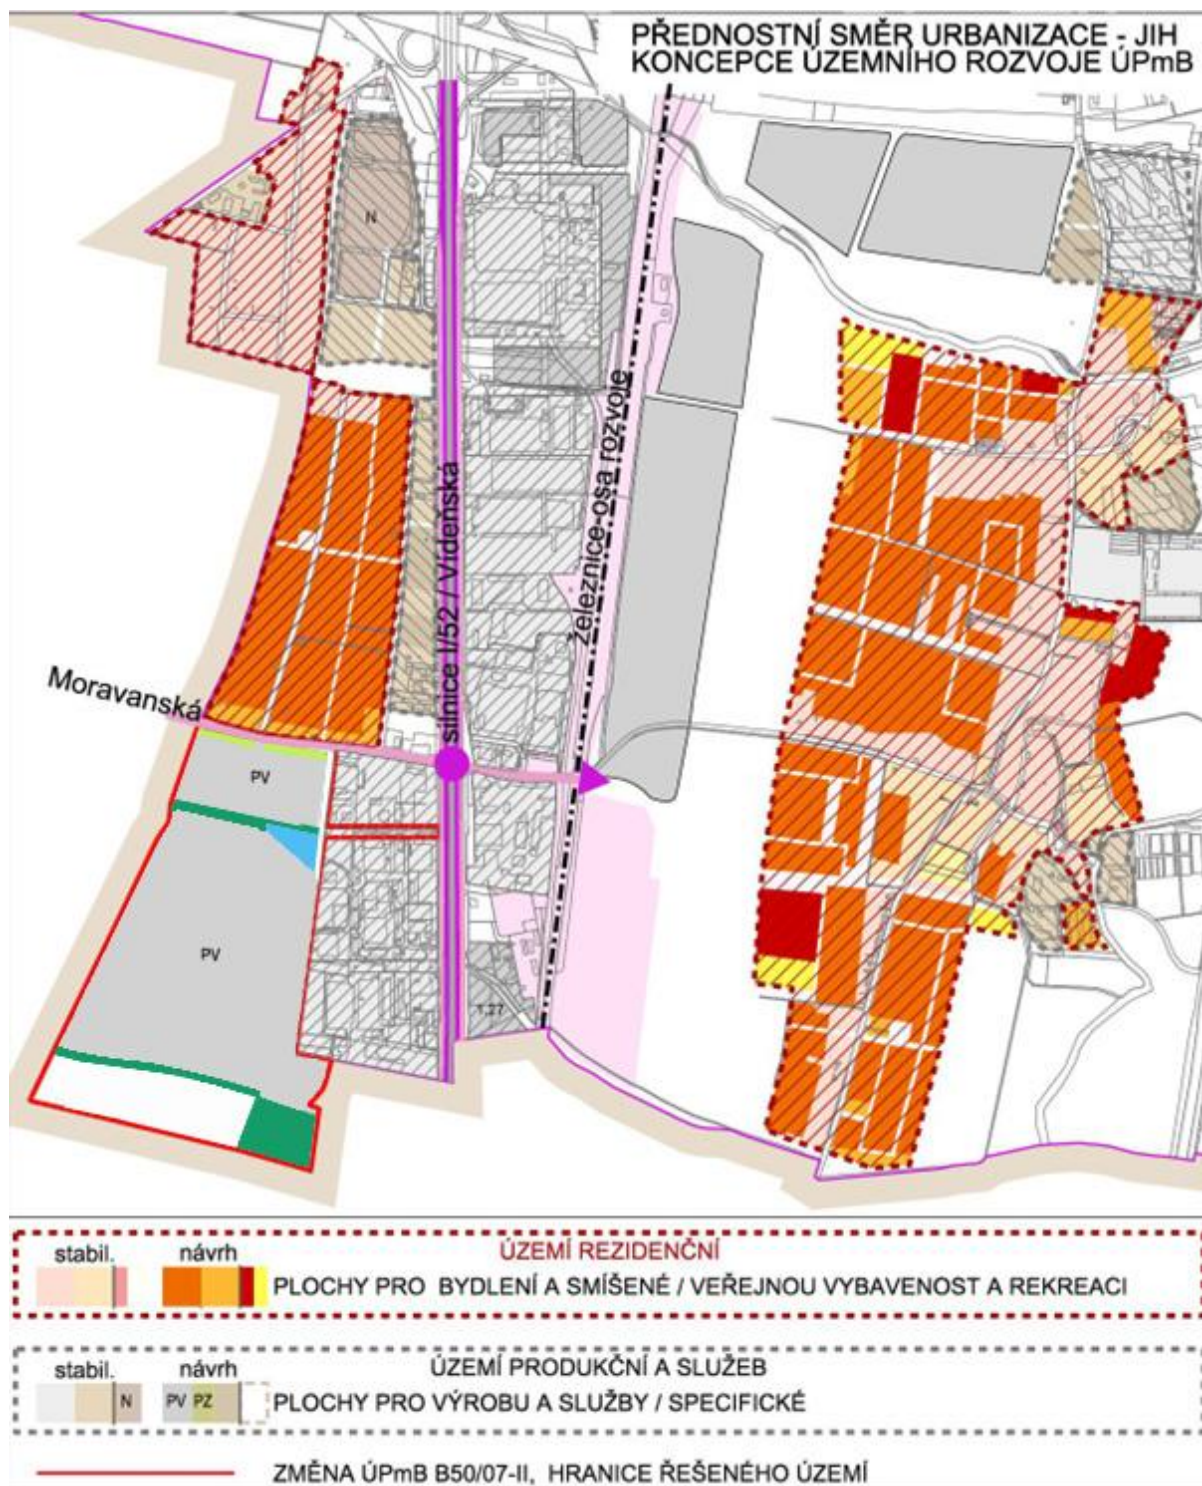 PŘEDNOSTNÍ SMĚR URBANIZACE - JIH
KONCEPCE ÚZEMNÍHO ROZVOJE ÚPmB
N
železnice-osa rozvoje
silnice I/52 / Vídeňská
Moravanská
PV
PV
1,27
stabil.
návrh
ÚZEMÍ REZIDENČNÍ
PLOCHY PRO BYDLENÍ A SMÍŠENÉ / VEŘEJNOU VYBAVENOST A REKREACI
stabil.
návrh
ÚZEMÍ PRODUKČNÍ A SLUŽEB
N
PV PZ
PLOCHY PRO VÝROBU A SLUŽBY / SPECIFICKÉ
ZMĚNA ÚPmB B50/07-II, HRANICE ŘEŠENÉHO ÚZEMÍ